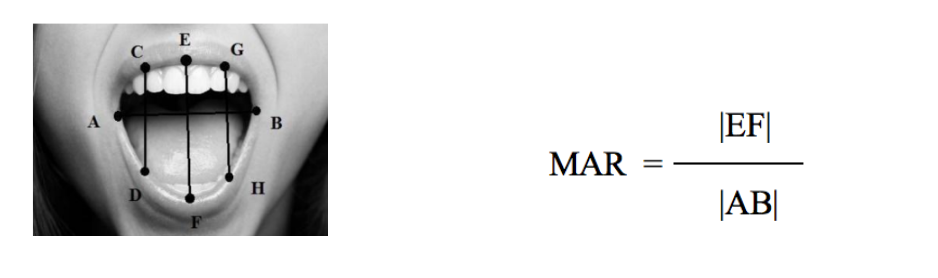 E
C G
A B
D H
F
|EF|
MAR = 
|AB|